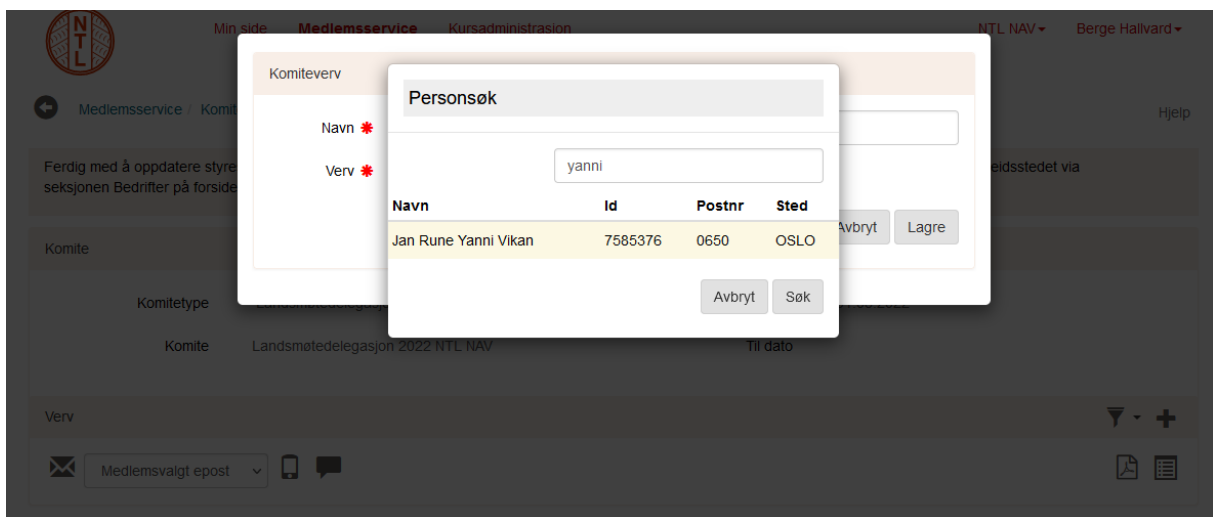 NTL
Min side Medlemsservice Kursadministrasjon NTL NAV Berge Hallvard
Medlemsservice / Komit
Hjelp
Ferdig med å oppdatere styre eidsstedet via
seksjonen Bedrifter på forside
Komiteverv
Navn
Verv
Avbryt Lagre
Personsøk
yanni
Navn Id Postnr Sted
Jan Rune Yanni Vikan 7585376 0650 OSLO
Avbryt Søk
Komite
Komitetype
Komite Landsmøtedelegasjon 2022 NTL NAV Til dato
Verv
Medlemsvalgt epost